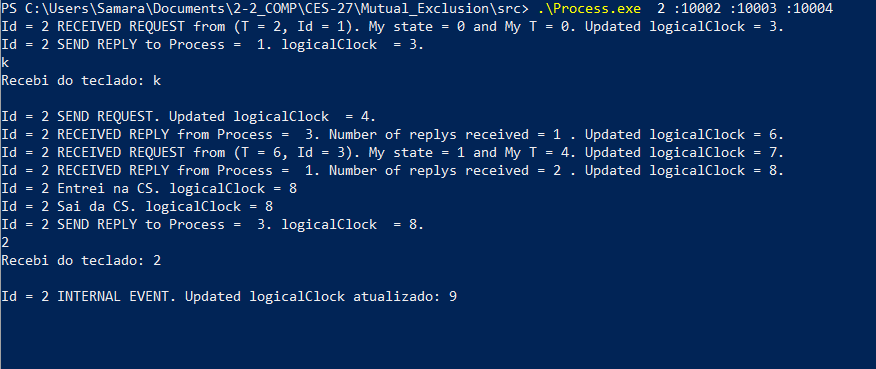 PS C:\Users\Samara\Documents\2-2_COMP\CES-27\Mutual_Exclusion\src> .\Process.exe  2 :10002 :10003 :10004
Id = 2 RECEIVED REQUEST from (T = 2, Id = 1). My state = 0 and My T = 0. Updated logicalClock = 3.
Id = 2 SEND REPLY to Process =  1. logicalClock  = 3.
k
Recebi do teclado: k
Id = 2 SEND REQUEST. Updated logicalClock  = 4.
Id = 2 RECEIVED REPLY from Process =  3. Number of replys received = 1 . Updated logicalClock = 6.
Id = 2 RECEIVED REQUEST from (T = 6, Id = 3). My state = 1 and My T = 4. Updated logicalClock = 7.
Id = 2 RECEIVED REPLY from Process =  1. Number of replys received = 2 . Updated logicalClock = 8.
Id = 2 Entrei na CS. logicalClock = 8
Id = 2 Sai da CS. logicalClock = 8
Id = 2 SEND REPLY to Process =  3. logicalClock  = 8.
2
Recebi do teclado: 2
Id = 2 INTERNAL EVENT. Updated logicalClock atualizado: 9